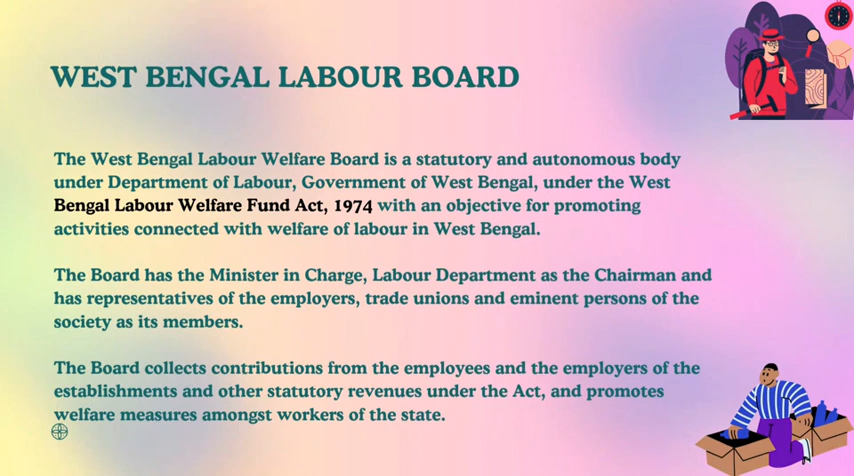 WEST BENGAL LABOUR BOARD
The West Bengal Labour Welfare Board is a statutory and autonomous body
under Department of Labour, Government of West Bengal, under the West
Bengal Labour Welfare Fund Act, 1974 with an objective for promoting
activities connected with welfare of labour in West Bengal.
The Board has the Minister in Charge, Labour Department as the Chairman and
has representatives of the employers, trade unions and eminent persons of the
society as its members.
The Board collects contributions from the employees and the employers of the
establishments and other statutory revenues under the Act, and promotes
welfare measures amongst workers of the state.